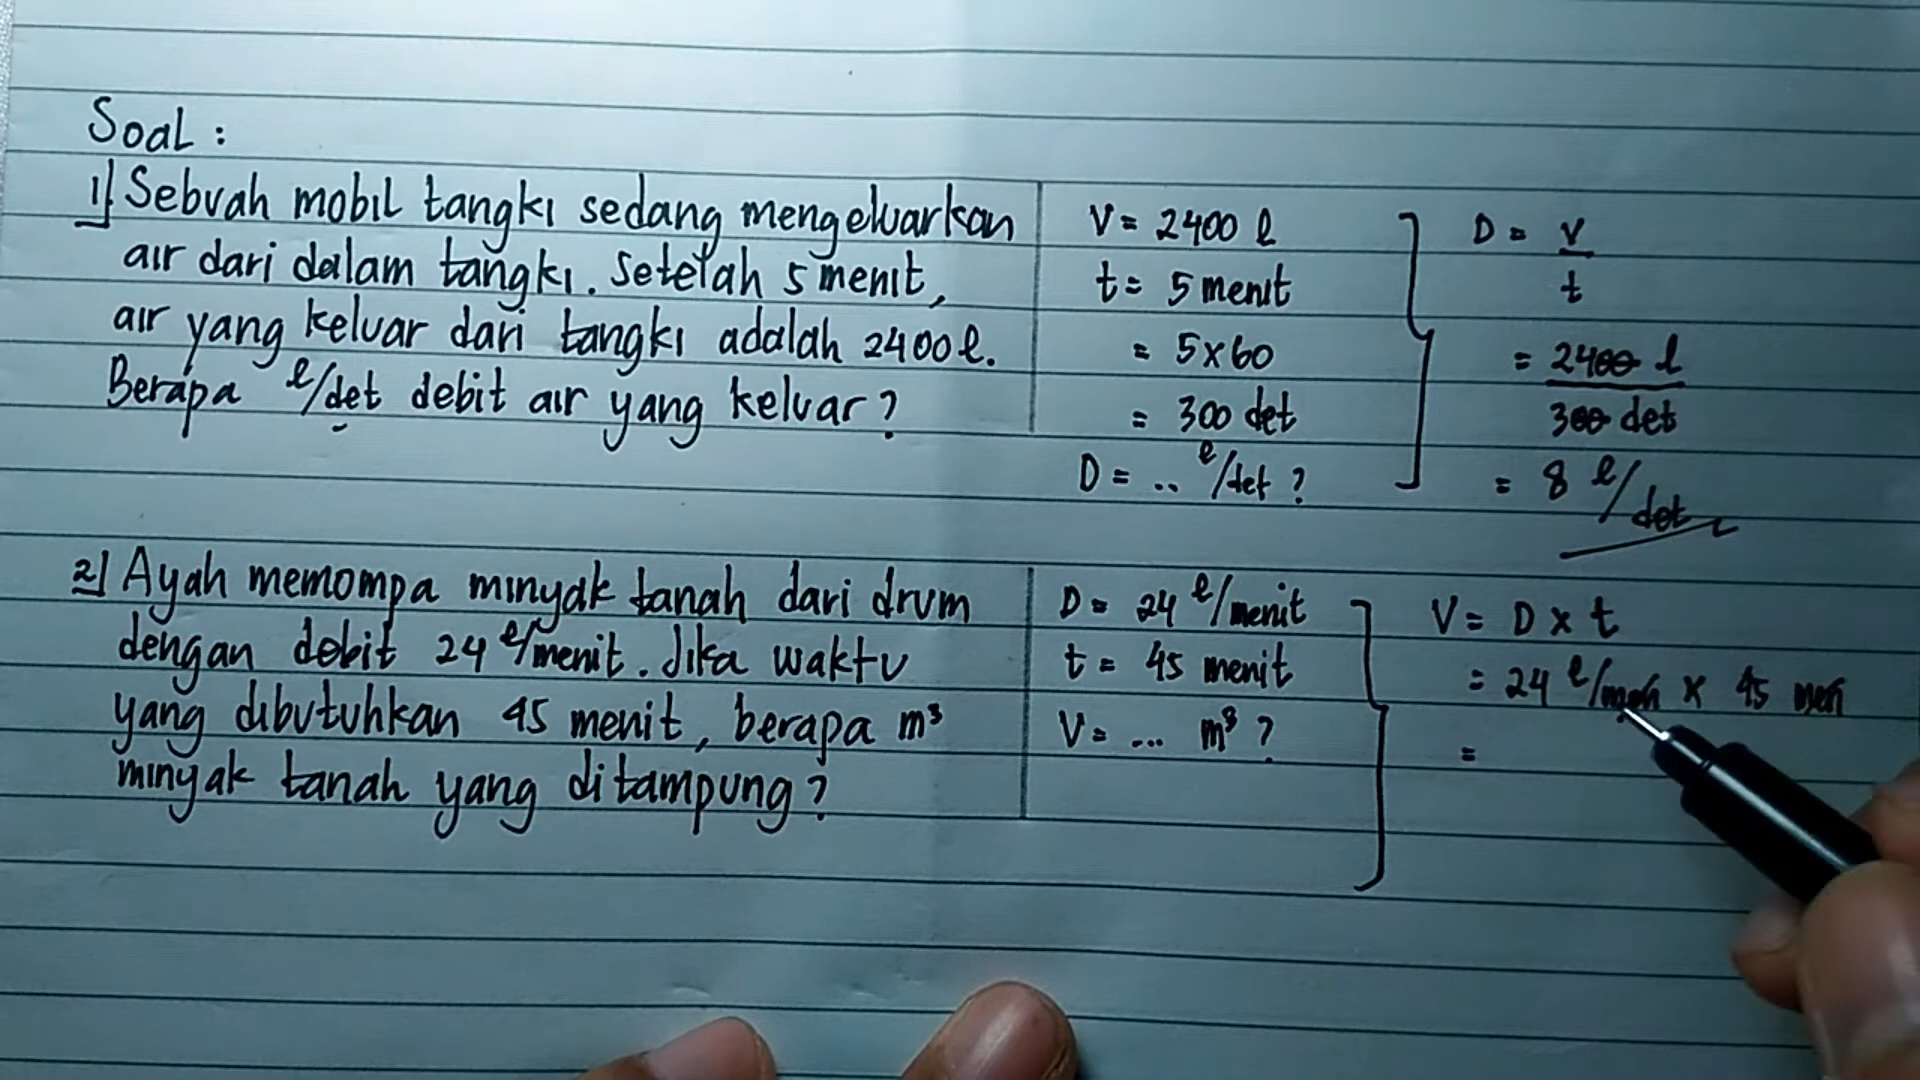 Soal :
1] Sebuah mobil tangki sedang mengeluarkan
air dari dalam tangki. Setelah 5 menit,
air yang keluar dari tangki adalah 2400 l.
Berapa l/det debit air yang keluar?
V = 2400 l
t = 5 menit
= 5 x 60
= 300 det
D = .. l/det ?
D = v
t
= 2400 l
300 det
= 8 l/det
2] Ayah memompa minyak tanah dari drum
dengan debit 24 l/menit. Jika waktu
yang dibutuhkan 45 menit, berapa m³
minyak tanah yang ditampung?
D = 24 l/menit
t = 45 menit
V = ... m³ ?
V = D x t
= 24 l/men x 45 men
=